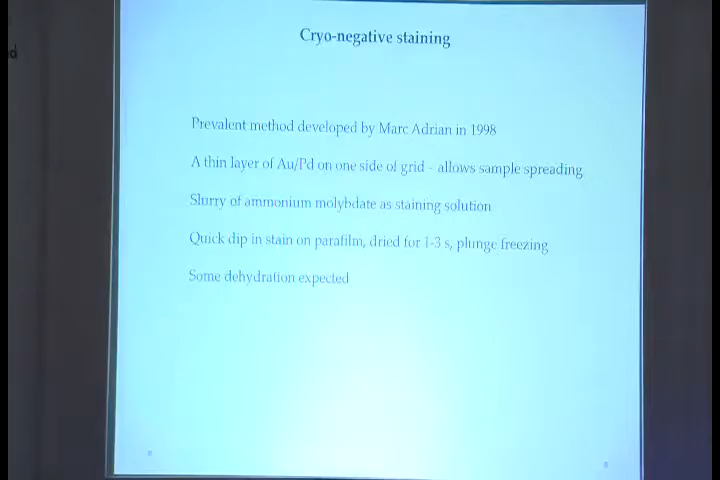 Cryo-negative staining
Prevalent method developed by Marc Adrian in 1998
A thin layer of Au/Pd on one side of grid - allows sample spreading
Slurry of ammonium molybdate as staining solution
Quick dip in stain on parafilm, dried for 1-3 s, plunge freezing
Some dehydration expected